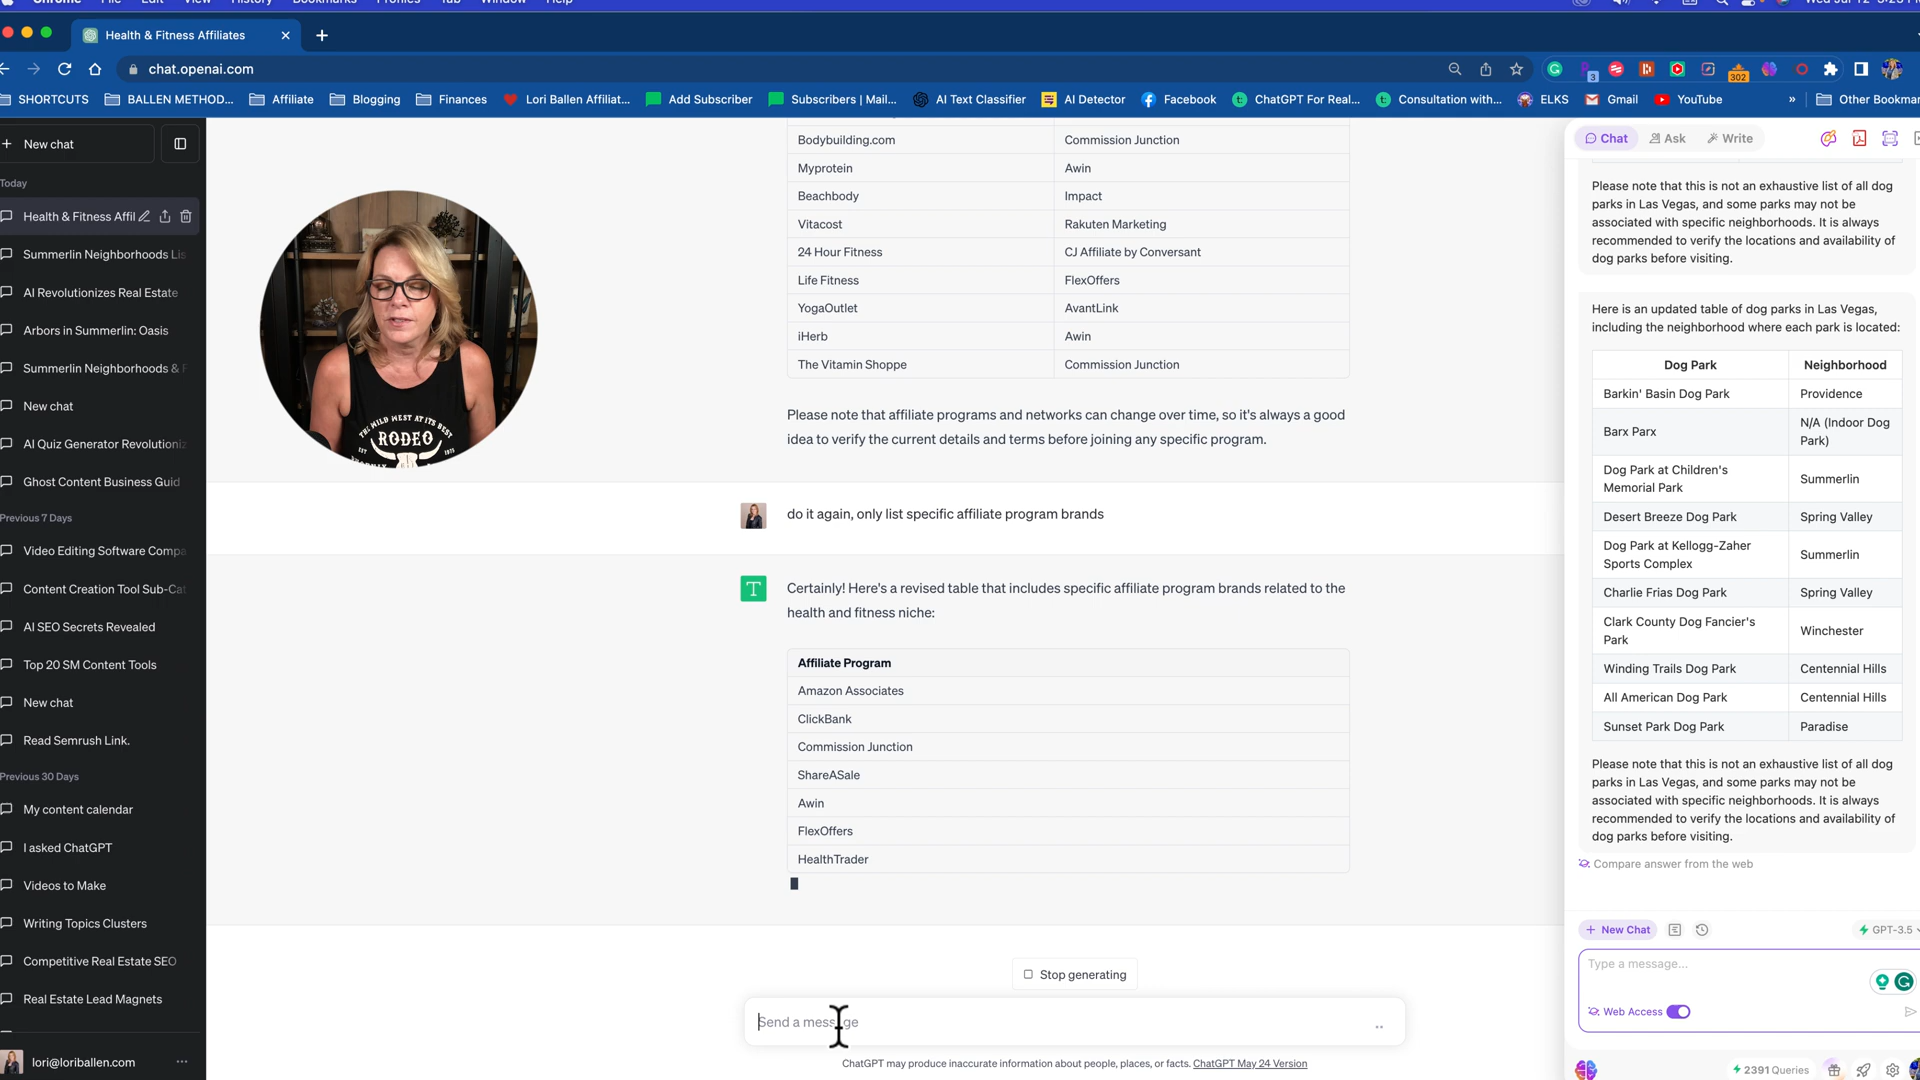 Chrome File Edit View History Bookmarks Profiles Tab Window Help
Health & Fitness Affiliates
chat.openai.com
302
3
SHORTCUTS BALLEN METHOD... Affiliate Blogging Finances Lori Ballen Affiliat... Add Subscriber Subscribers | Mail... AI Text Classifier AI Detector Facebook ChatGPT For Real... Consultation with... ELKS Gmail YouTube » Other Bookmar
New chat
Today
Health & Fitness Affil
Summerlin Neighborhoods Lis
AI Revolutionizes Real Estate
Arbors in Summerlin: Oasis
Summerlin Neighborhoods & F
New chat
AI Quiz Generator Revolutioniz
Ghost Content Business Guid
Previous 7 Days
Video Editing Software Compa
Content Creation Tool Sub-Cat
AI SEO Secrets Revealed
Top 20 SM Content Tools
New chat
Read Semrush Link.
Previous 30 Days
My content calendar
I asked ChatGPT
Videos to Make
Writing Topics Clusters
Competitive Real Estate SEO
Real Estate Lead Magnets
lori@loriballen.com
THE WILD WEST AT ITS BEST
RODEO
Bodybuilding.com Commission Junction
Myprotein Awin
Beachbody Impact
Vitacost Rakuten Marketing
24 Hour Fitness CJ Affiliate by Conversant
Life Fitness FlexOffers
YogaOutlet AvantLink
iHerb Awin
The Vitamin Shoppe Commission Junction
Please note that affiliate programs and networks can change over time, so it's always a good
idea to verify the current details and terms before joining any specific program.
do it again, only list specific affiliate program brands
Certainly! Here's a revised table that includes specific affiliate program brands related to the
health and fitness niche:
Affiliate Program
Amazon Associates
ClickBank
Commission Junction
ShareASale
Awin
FlexOffers
HealthTrader
Stop generating
Send a message
ChatGPT may produce inaccurate information about people, places, or facts. ChatGPT May 24 Version
Chat Ask Write
Please note that this is not an exhaustive list of all dog
parks in Las Vegas, and some parks may not be
associated with specific neighborhoods. It is always
recommended to verify the locations and availability of
dog parks before visiting.
Here is an updated table of dog parks in Las Vegas,
including the neighborhood where each park is located:
Dog Park Neighborhood
Barkin' Basin Dog Park Providence
Barx Parx N/A (Indoor Dog
Park)
Dog Park at Children's
Memorial Park Summerlin
Desert Breeze Dog Park Spring Valley
Dog Park at Kellogg-Zaher
Sports Complex Summerlin
Charlie Frias Dog Park Spring Valley
Clark County Dog Fancier's
Park Winchester
Winding Trails Dog Park Centennial Hills
All American Dog Park Centennial Hills
Sunset Park Dog Park Paradise
Please note that this is not an exhaustive list of all dog
parks in Las Vegas, and some parks may not be
associated with specific neighborhoods. It is always
recommended to verify the locations and availability of
dog parks before visiting.
Compare answer from the web
New Chat GPT-3.5
Type a message...
Web Access
2391 Queries